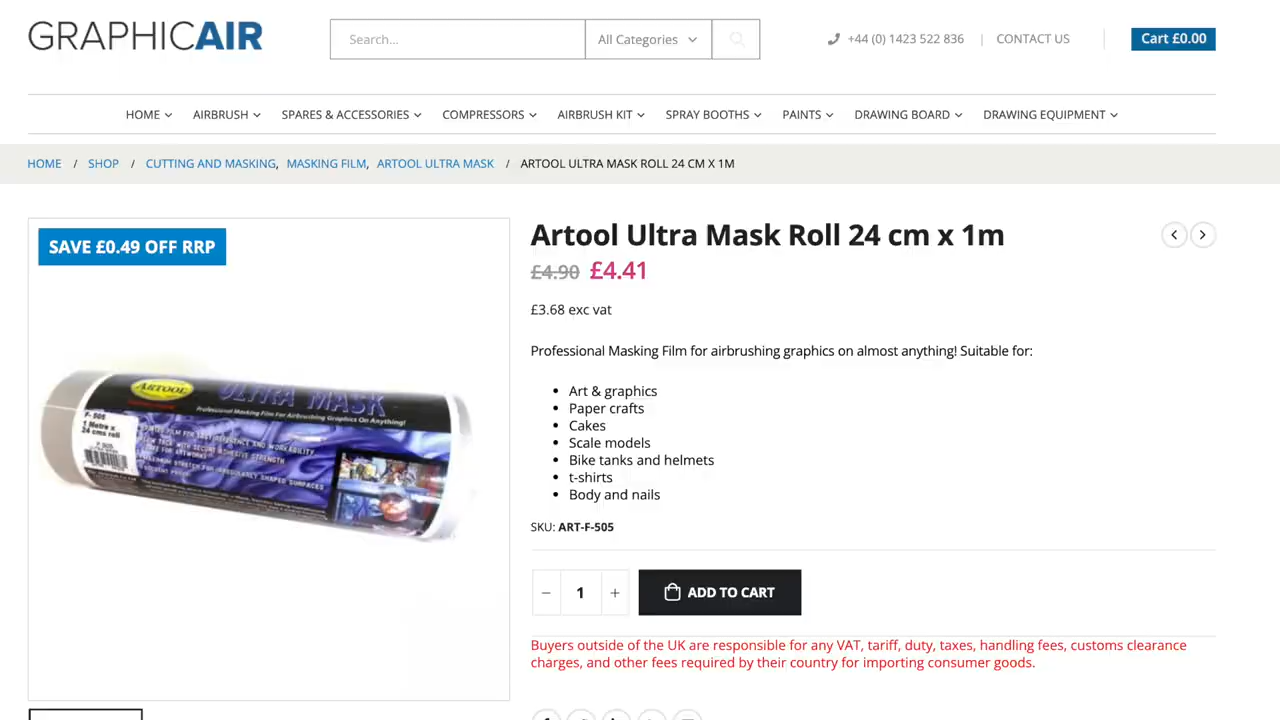 GRAPHICAIR
Search...
All Categories
+44 (0) 1423 522 836 | CONTACT US
Cart £0.00
HOME
AIRBRUSH
SPARES & ACCESSORIES
COMPRESSORS
AIRBRUSH KIT
SPRAY BOOTHS
PAINTS
DRAWING BOARD
DRAWING EQUIPMENT
HOME / SHOP / CUTTING AND MASKING, MASKING FILM, ARTOOL ULTRA MASK / ARTOOL ULTRA MASK ROLL 24 CM X 1M
SAVE £0.49 OFF RRP
ARTOOL
ULTRA MASK
Professional Masking Film For Airbrushing Graphics On Anything!
F- 505
1 Metre x
24 cms roll
Artool Ultra Mask Roll 24 cm x 1m
£4.90 £4.41
£3.68 exc vat
Professional Masking Film for airbrushing graphics on almost anything! Suitable for:
• Art & graphics
• Paper crafts
• Cakes
• Scale models
• Bike tanks and helmets
• t-shirts
• Body and nails
SKU: ART-F-505
− 1 +
ADD TO CART
Buyers outside of the UK are responsible for any VAT, tariff, duty, taxes, handling fees, customs clearance
charges, and other fees required by their country for importing consumer goods.